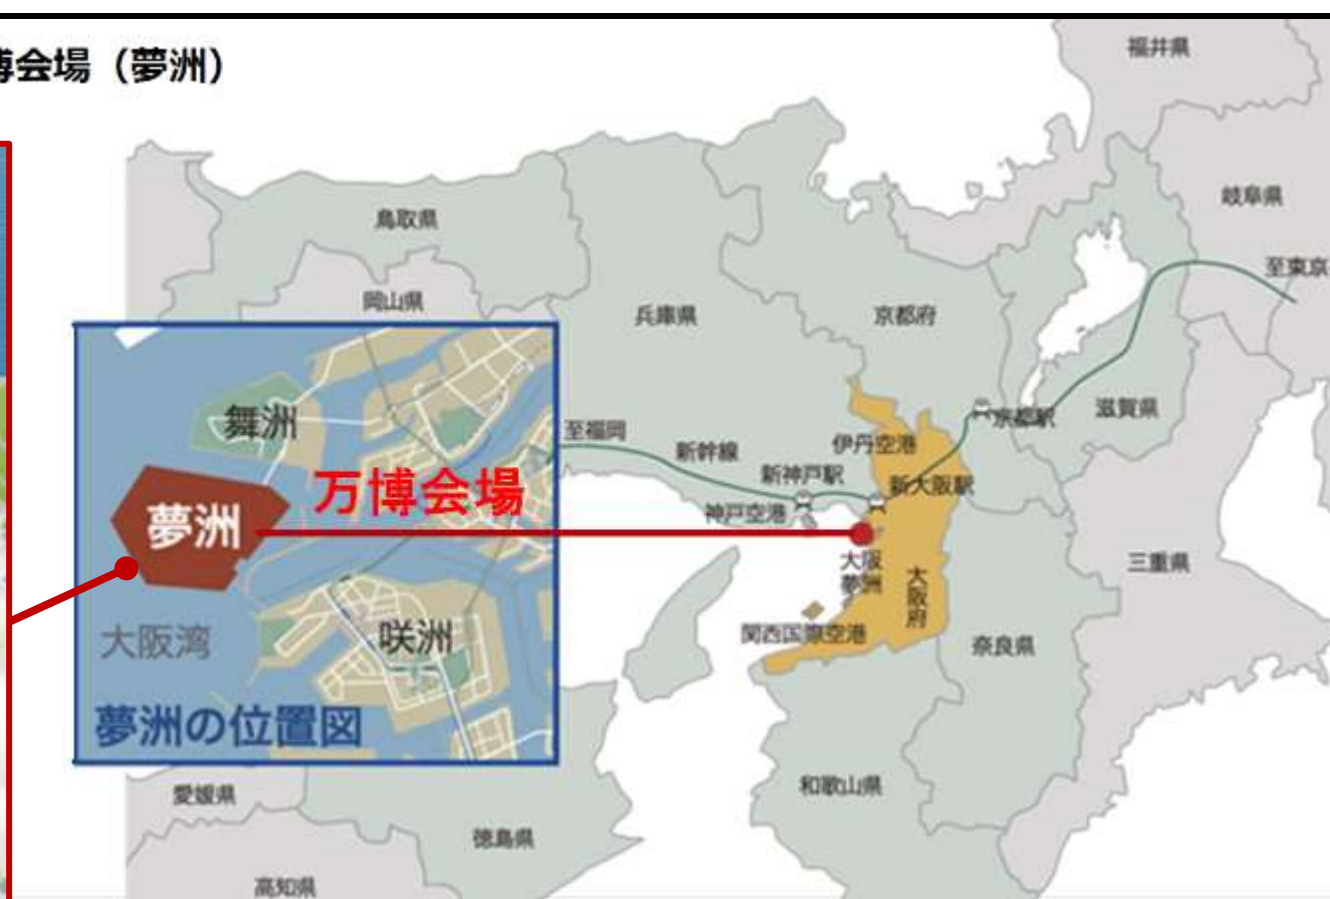 博会場（夢洲）
福井県
岐阜県
鳥取県
至東京
岡山県
兵庫県
京都府
舞洲
至福岡
新幹線
伊丹空港
京都駅
滋賀県
万博会場
新神戸駅
新大阪駅
夢洲
神戸空港
大阪
夢洲
大阪府
三重県
大阪湾
咲洲
関西国際空港
奈良県
夢洲の位置図
愛媛県
和歌山県
徳島県
高知県